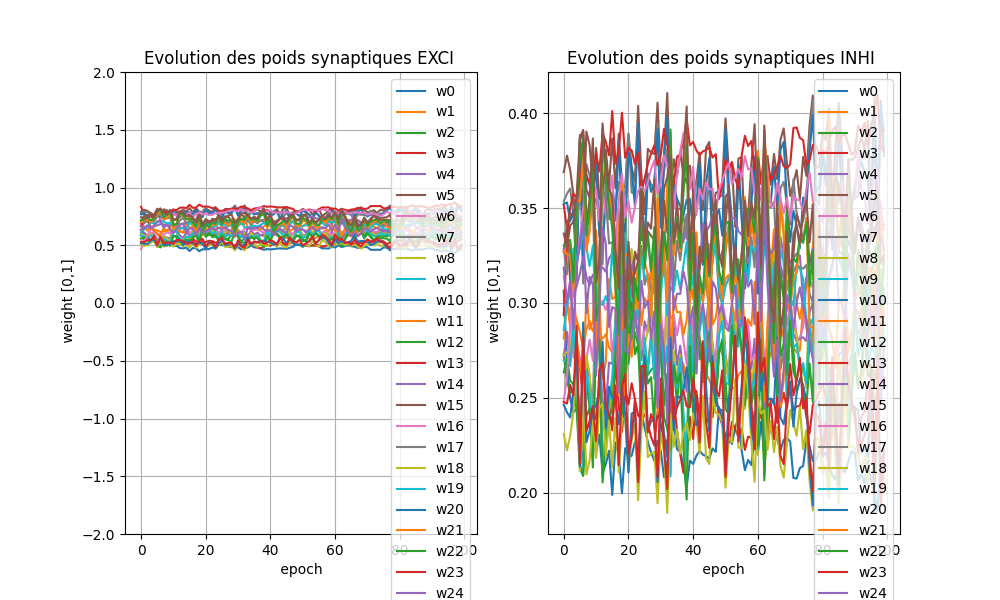 Evolution des poids synaptiques EXCI
2.0
1.5
1.0
0.5
0.0
−0.5
−1.0
−1.5
−2.0
weight [0,1]
0
20
40
60
80
100
epoch
w0
w1
w2
w3
w4
w5
w6
w7
w8
w9
w10
w11
w12
w13
w14
w15
w16
w17
w18
w19
w20
w21
w22
w23
w24
Evolution des poids synaptiques INHI
0.40
0.35
0.30
0.25
0.20
weight [0,1]
0
20
40
60
80
100
epoch
w0
w1
w2
w3
w4
w5
w6
w7
w8
w9
w10
w11
w12
w13
w14
w15
w16
w17
w18
w19
w20
w21
w22
w23
w24